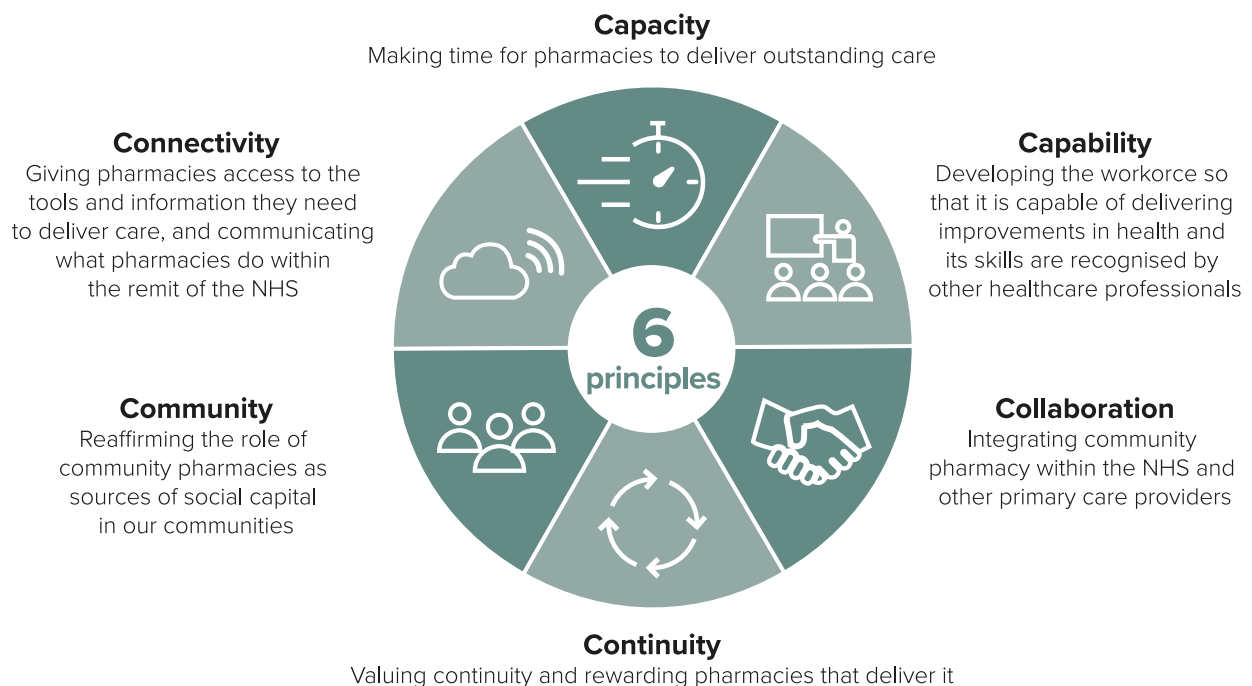 Capacity
Making time for pharmacies to deliver outstanding care
Connectivity
Giving pharmacies access to the
tools and information they need
to deliver care, and communicating
what pharmacies do within
the remit of the NHS
Capability
Developing the workorce so
that it is capable of delivering
improvements in health and
its skills are recognised by
other healthcare professionals
6
principles
Community
Reaffirming the role of
community pharmacies as
sources of social capital
in our communities
Collaboration
Integrating community
pharmacy within the NHS and
other primary care providers
Continuity
Valuing continuity and rewarding pharmacies that deliver it